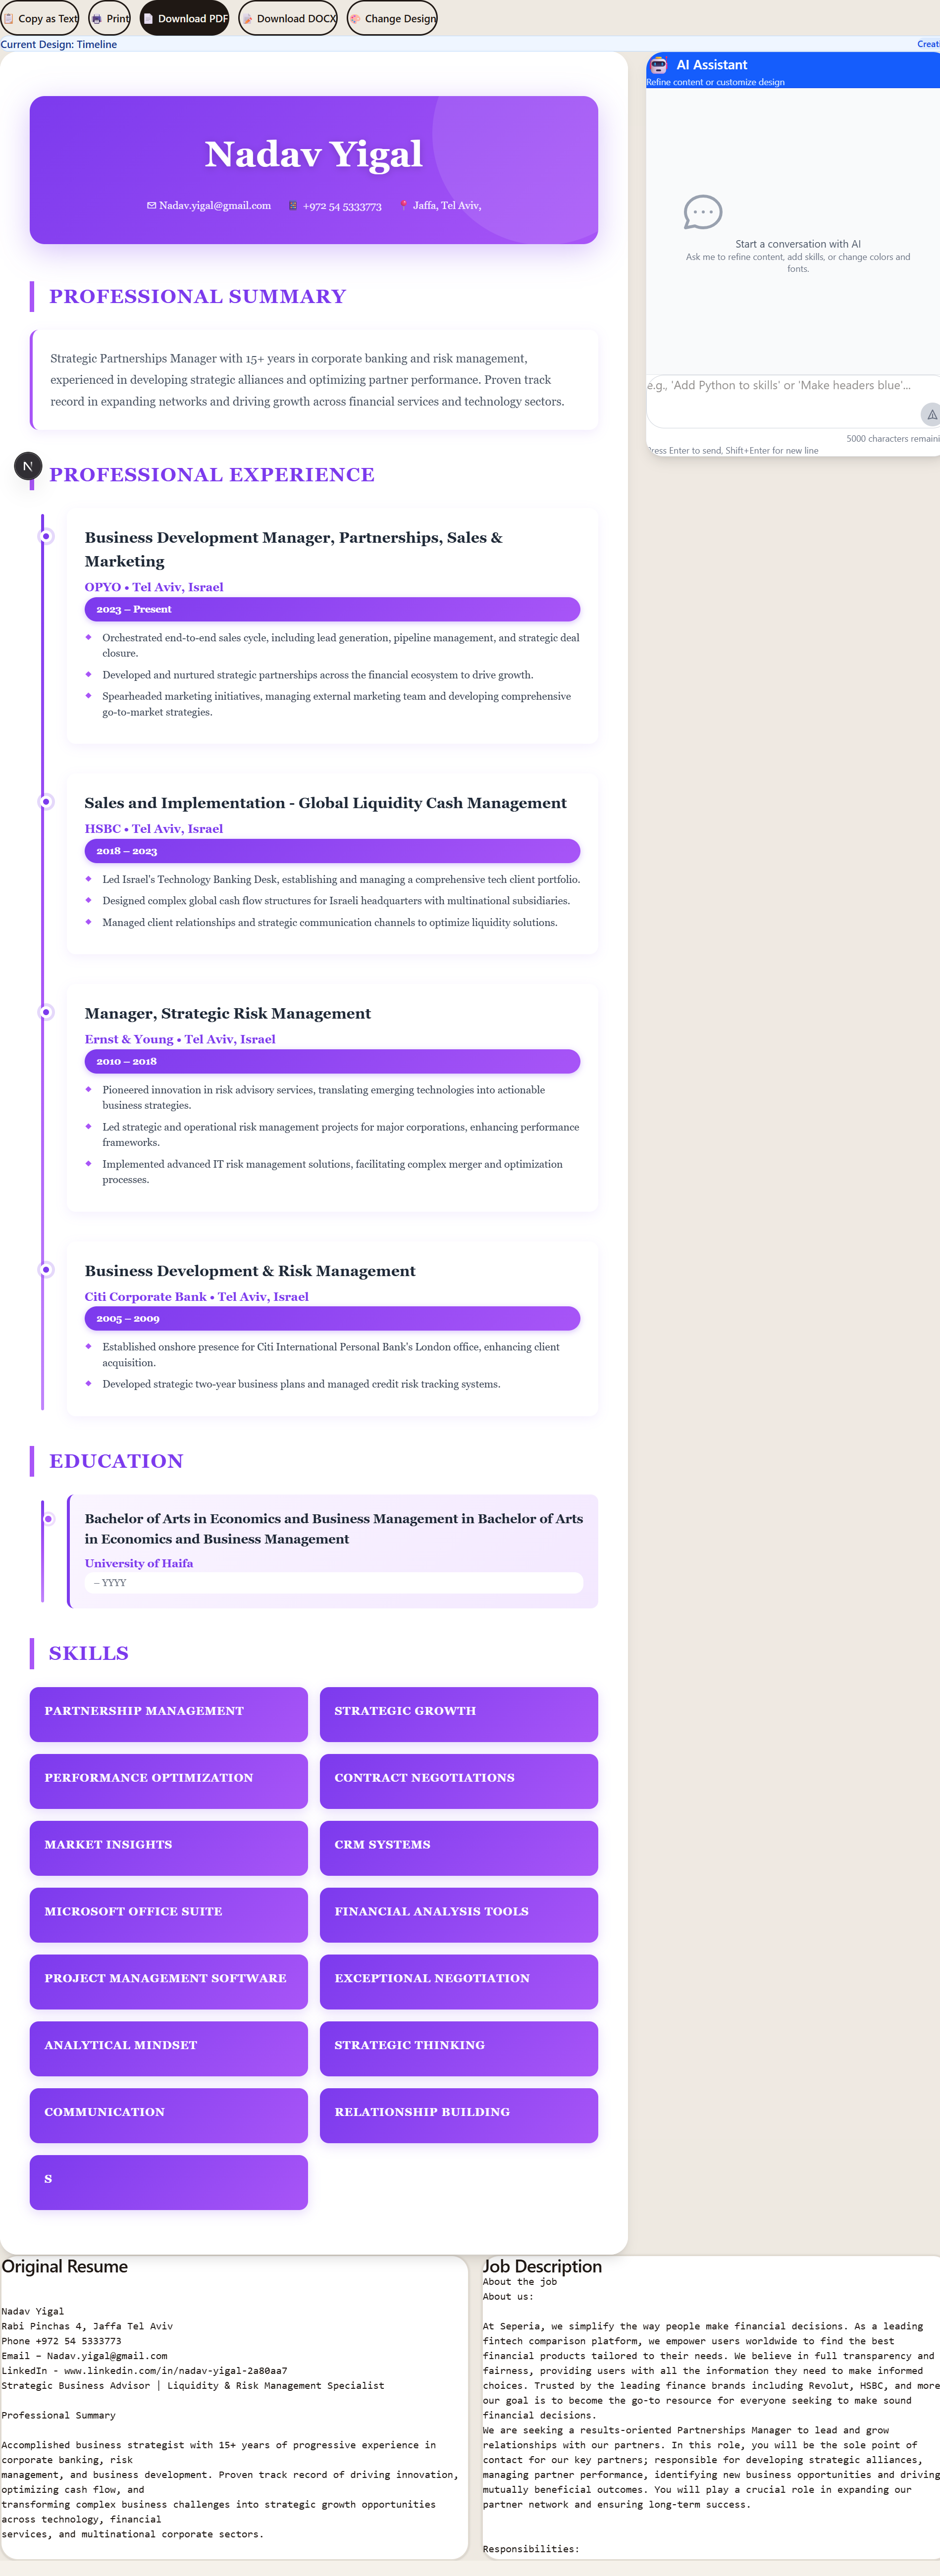 Copy as Text
Print
Download PDF
Download DOCX
Change Design
Current Design: Timeline
Creati
Nadav Yigal
Nadav.yigal@gmail.com +972 54 5333773 Jaffa, Tel Aviv,
AI Assistant
Refine content or customize design
Start a conversation with AI
Ask me to refine content, add skills, or change colors and
fonts.
e.g., 'Add Python to skills' or 'Make headers blue'...
5000 characters remaini
Press Enter to send, Shift+Enter for new line
PROFESSIONAL SUMMARY
Strategic Partnerships Manager with 15+ years in corporate banking and risk management,
experienced in developing strategic alliances and optimizing partner performance. Proven track
record in expanding networks and driving growth across financial services and technology sectors.
N
PROFESSIONAL EXPERIENCE
Business Development Manager, Partnerships, Sales &
Marketing
OPYO • Tel Aviv, Israel
2023 – Present
Orchestrated end-to-end sales cycle, including lead generation, pipeline management, and strategic deal
closure.
Developed and nurtured strategic partnerships across the financial ecosystem to drive growth.
Spearheaded marketing initiatives, managing external marketing team and developing comprehensive
go-to-market strategies.
Sales and Implementation - Global Liquidity Cash Management
HSBC • Tel Aviv, Israel
2018 – 2023
Led Israel's Technology Banking Desk, establishing and managing a comprehensive tech client portfolio.
Designed complex global cash flow structures for Israeli headquarters with multinational subsidiaries.
Managed client relationships and strategic communication channels to optimize liquidity solutions.
Manager, Strategic Risk Management
Ernst & Young • Tel Aviv, Israel
2010 – 2018
Pioneered innovation in risk advisory services, translating emerging technologies into actionable
business strategies.
Led strategic and operational risk management projects for major corporations, enhancing performance
frameworks.
Implemented advanced IT risk management solutions, facilitating complex merger and optimization
processes.
Business Development & Risk Management
Citi Corporate Bank • Tel Aviv, Israel
2005 – 2009
Established onshore presence for Citi International Personal Bank's London office, enhancing client
acquisition.
Developed strategic two-year business plans and managed credit risk tracking systems.
EDUCATION
Bachelor of Arts in Economics and Business Management in Bachelor of Arts
in Economics and Business Management
University of Haifa
– YYYY
SKILLS
PARTNERSHIP MANAGEMENT
STRATEGIC GROWTH
PERFORMANCE OPTIMIZATION
CONTRACT NEGOTIATIONS
MARKET INSIGHTS
CRM SYSTEMS
MICROSOFT OFFICE SUITE
FINANCIAL ANALYSIS TOOLS
PROJECT MANAGEMENT SOFTWARE
EXCEPTIONAL NEGOTIATION
ANALYTICAL MINDSET
STRATEGIC THINKING
COMMUNICATION
RELATIONSHIP BUILDING
S
Original Resume
Nadav Yigal
Rabi Pinchas 4, Jaffa Tel Aviv
Phone +972 54 5333773
Email – Nadav.yigal@gmail.com
LinkedIn - www.linkedin.com/in/nadav-yigal-2a80aa7
Strategic Business Advisor | Liquidity & Risk Management Specialist
Professional Summary
Accomplished business strategist with 15+ years of progressive experience in
corporate banking, risk
management, and business development. Proven track record of driving innovation,
optimizing cash flow, and
transforming complex business challenges into strategic growth opportunities
across technology, financial
services, and multinational corporate sectors.
Job Description
About the job
About us:
At Seperia, we simplify the way people make financial decisions. As a leading
fintech comparison platform, we empower users worldwide to find the best
financial products tailored to their needs. We believe in full transparency and
fairness, providing users with all the information they need to make informed
choices. Trusted by the leading finance brands including Revolut, HSBC, and more
our goal is to become the go-to resource for everyone seeking to make sound
financial decisions.
We are seeking a results-oriented Partnerships Manager to lead and grow
relationships with our partners. In this role, you will be the sole point of
contact for our key partners; responsible for developing strategic alliances,
managing partner performance, identifying new business opportunities and driving
mutually beneficial outcomes. You will play a crucial role in expanding our
partner network and ensuring long-term success.
Responsibilities: